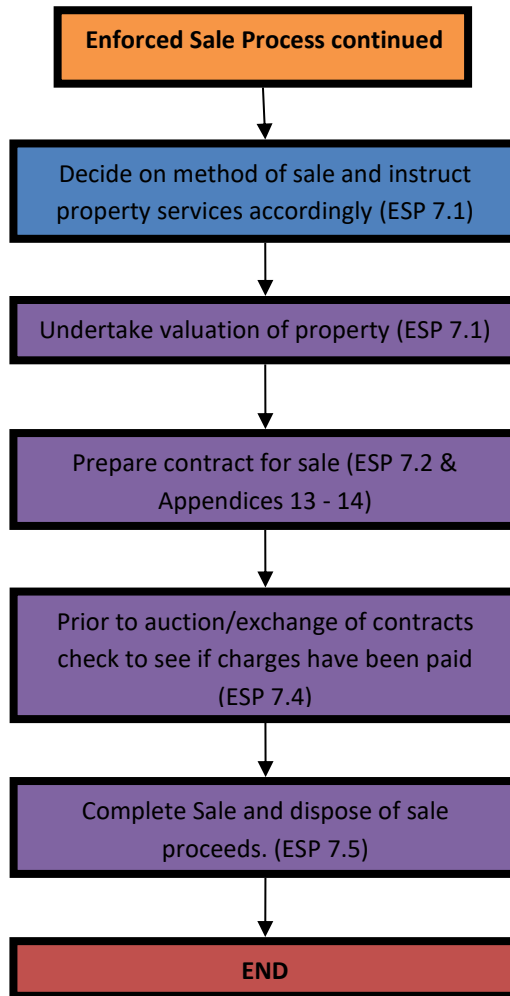 Enforced Sale Process continued
Decide on method of sale and instruct
property services accordingly (ESP 7.1)
Undertake valuation of property (ESP 7.1)
Prepare contract for sale (ESP 7.2 &
Appendices 13 - 14)
Prior to auction/exchange of contracts
check to see if charges have been paid
(ESP 7.4)
Complete Sale and dispose of sale
proceeds. (ESP 7.5)
END